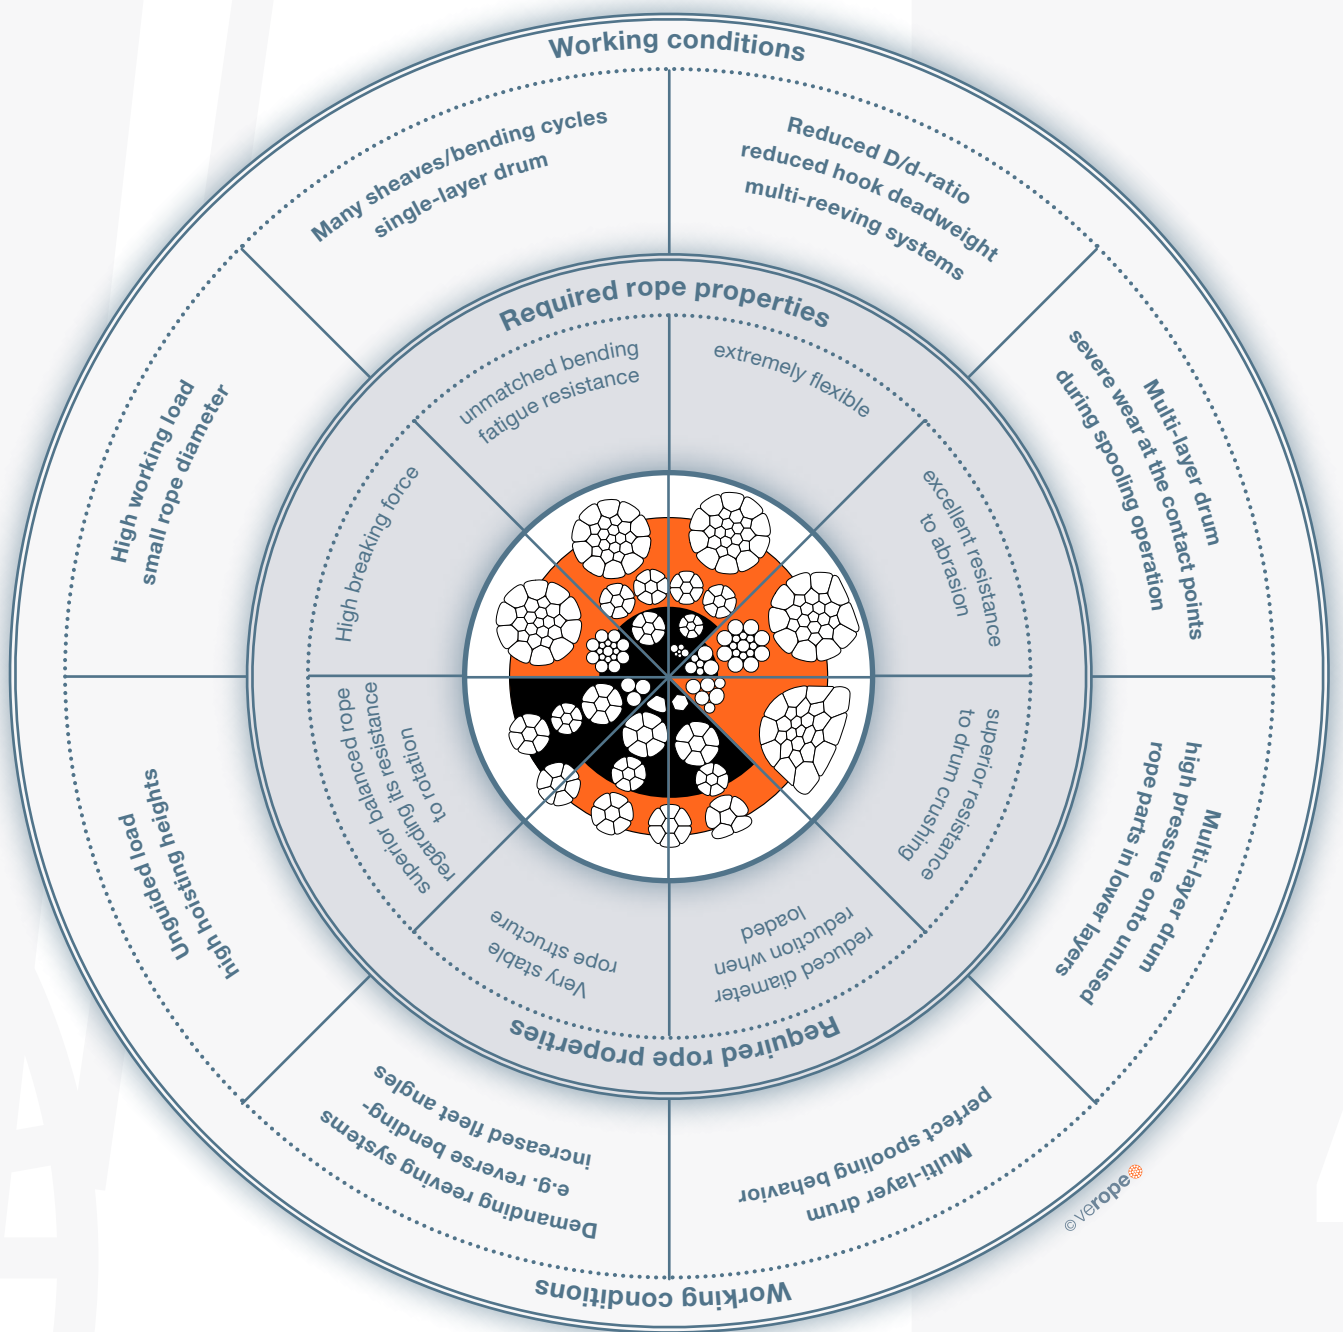 Working conditions
Many sheaves/bending cycles
single-layer drum
Reduced D/d-ratio
reduced hook deadweight
multi-reeving systems
Multi-layer drum
severe wear at the contact points
during spooling operation
Multi-layer drum
high pressure onto unused
rope parts in lower layers
Multi-layer drum
perfect spooling behavior
Demanding reeving systems
e.g. reverse bending-
increased fleet angles
Unguided load
high hoisting heights
High working load
small rope diameter
Working conditions
Required rope properties
unmatched bending
fatigue resistance
extremely flexible
excellent resistance
to abrasion
superior resistance
to drum crushing
reduced diameter
reduction when
loaded
Very stable
rope structure
superior balanced rope
regarding its resistance
to rotation
High breaking force
Required rope properties
© verope